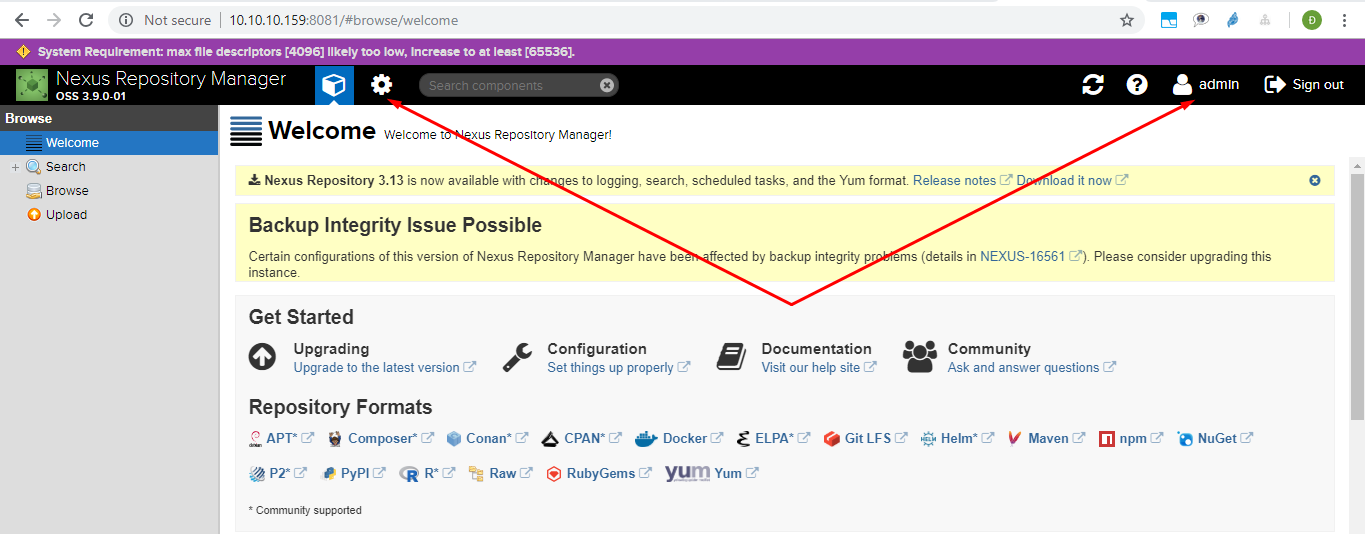 Not secure | 10.10.10.159:8081/#browse/welcome
Đ
System Requirement: max file descriptors [4096] likely too low, increase to at least [65536].
Nexus Repository Manager
OSS 3.9.0-01
Search components
admin
Sign out
Browse
Welcome
Search
Browse
Upload
Welcome Welcome to Nexus Repository Manager!
Nexus Repository 3.13 is now available with changes to logging, search, scheduled tasks, and the Yum format. Release notes Download it now
Backup Integrity Issue Possible
Certain configurations of this version of Nexus Repository Manager have been affected by backup integrity problems (details in NEXUS-16561). Please consider upgrading this
instance.
Get Started
Upgrading
Upgrade to the latest version
Configuration
Set things up properly
Documentation
Visit our help site
Community
Ask and answer questions
Repository Formats
APT* Composer* Conan* CPAN* Docker ELPA* Git LFS HELM Helm* Maven npm NuGet
P2* PyPI R* Raw RubyGems yum Yum
* Community supported